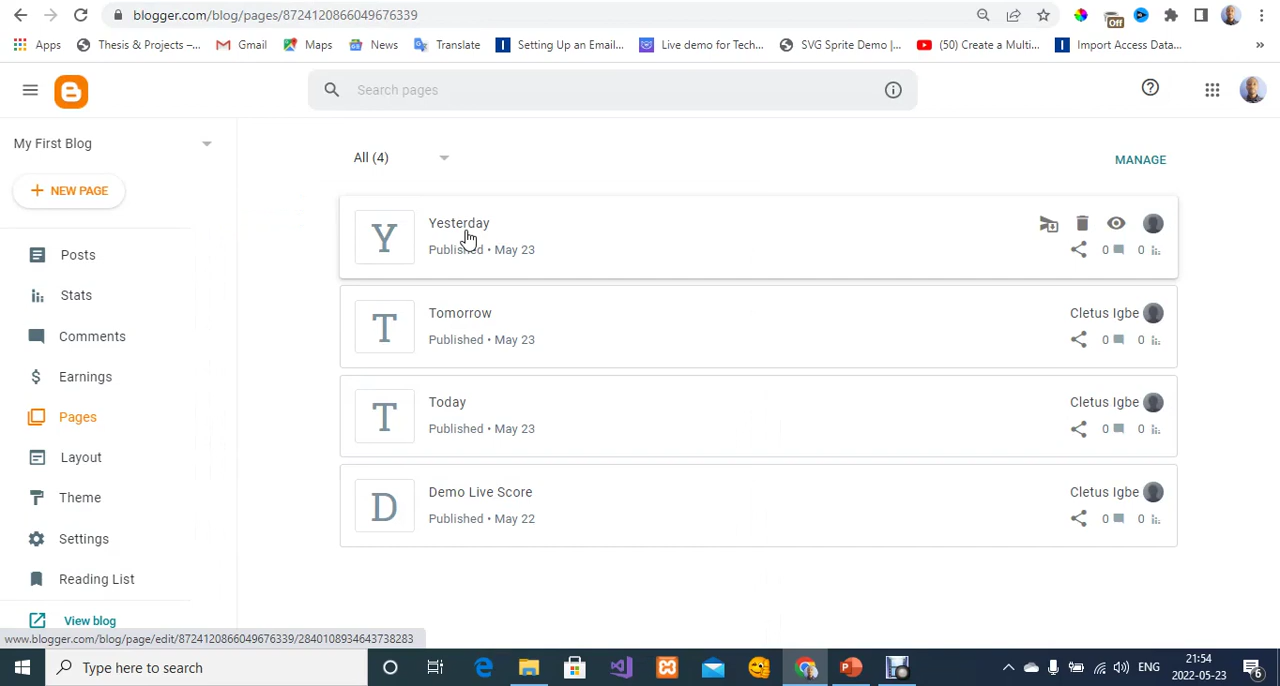 blogger.com/blog/pages/8724120866049676339
Off
Apps
Thesis & Projects –...
Gmail
Maps
News
Translate
Setting Up an Email...
Live demo for Tech...
SVG Sprite Demo |...
(50) Create a Multi...
Import Access Data...
»
Search pages
My First Blog
NEW PAGE
All (4)
MANAGE
Posts
Stats
Comments
Earnings
Pages
Layout
Theme
Settings
Reading List
View blog
Y
Yesterday
Published • May 23
0 0
T
Tomorrow
Published • May 23
Cletus Igbe
0 0
T
Today
Published • May 23
Cletus Igbe
0 0
D
Demo Live Score
Published • May 22
Cletus Igbe
0 0
www.blogger.com/blog/page/edit/8724120866049676339/2840108934643738283
Type here to search
ENG
21:54
2022-05-23
6